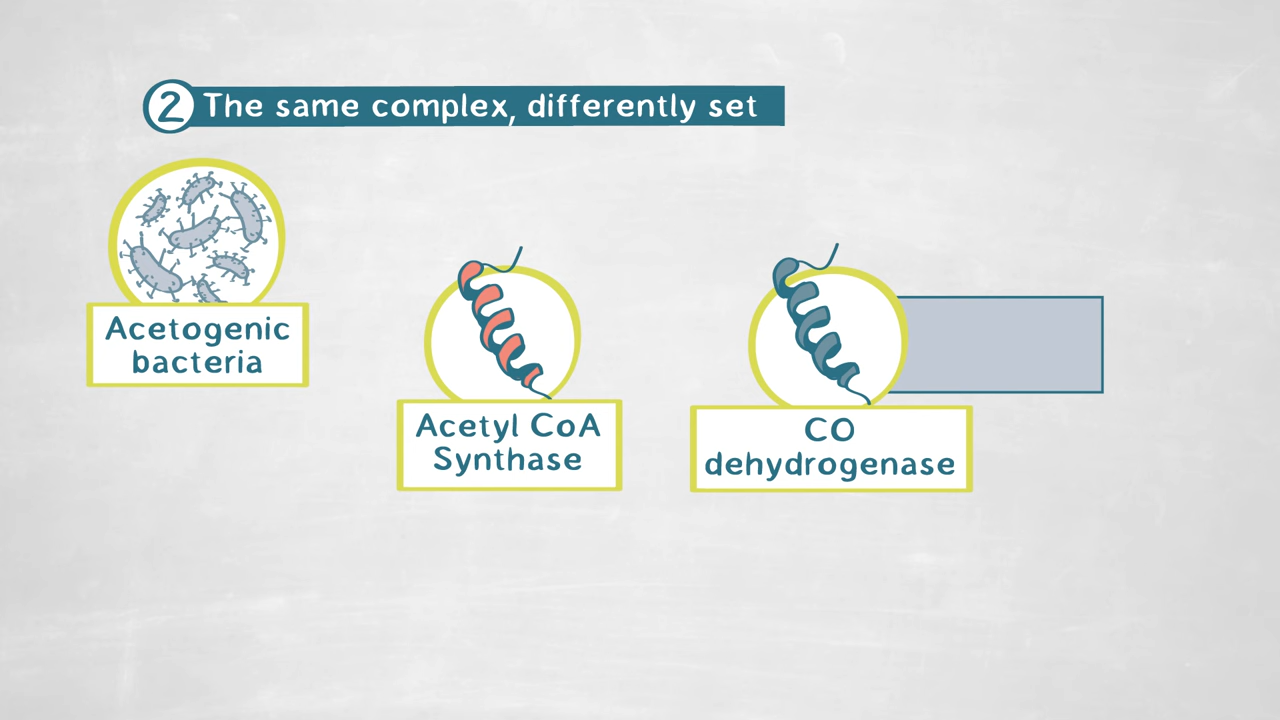 2 The same complex, differently set
Acetogenic
bacteria
Acetyl CoA
Synthase
CO
dehydrogenase